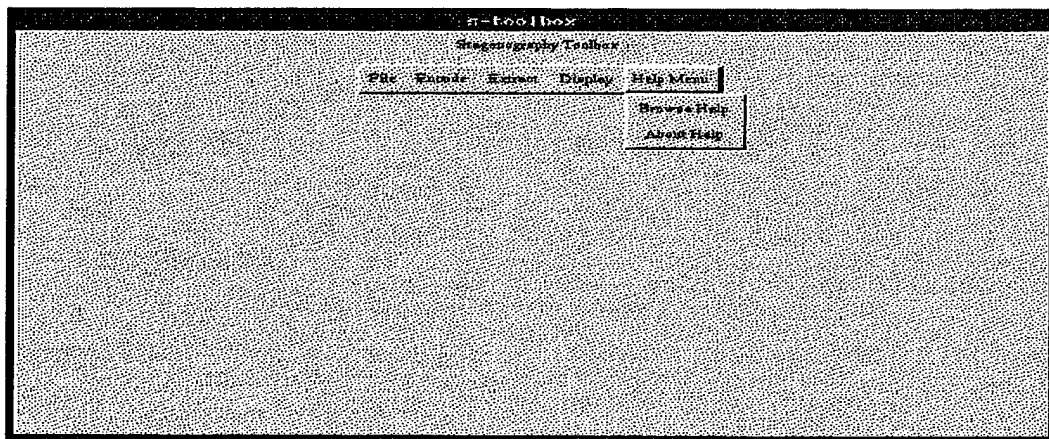 s-toolbox
Steganography Toolbox
File Encode Extract Display Help Menu
Browse Help
About Help